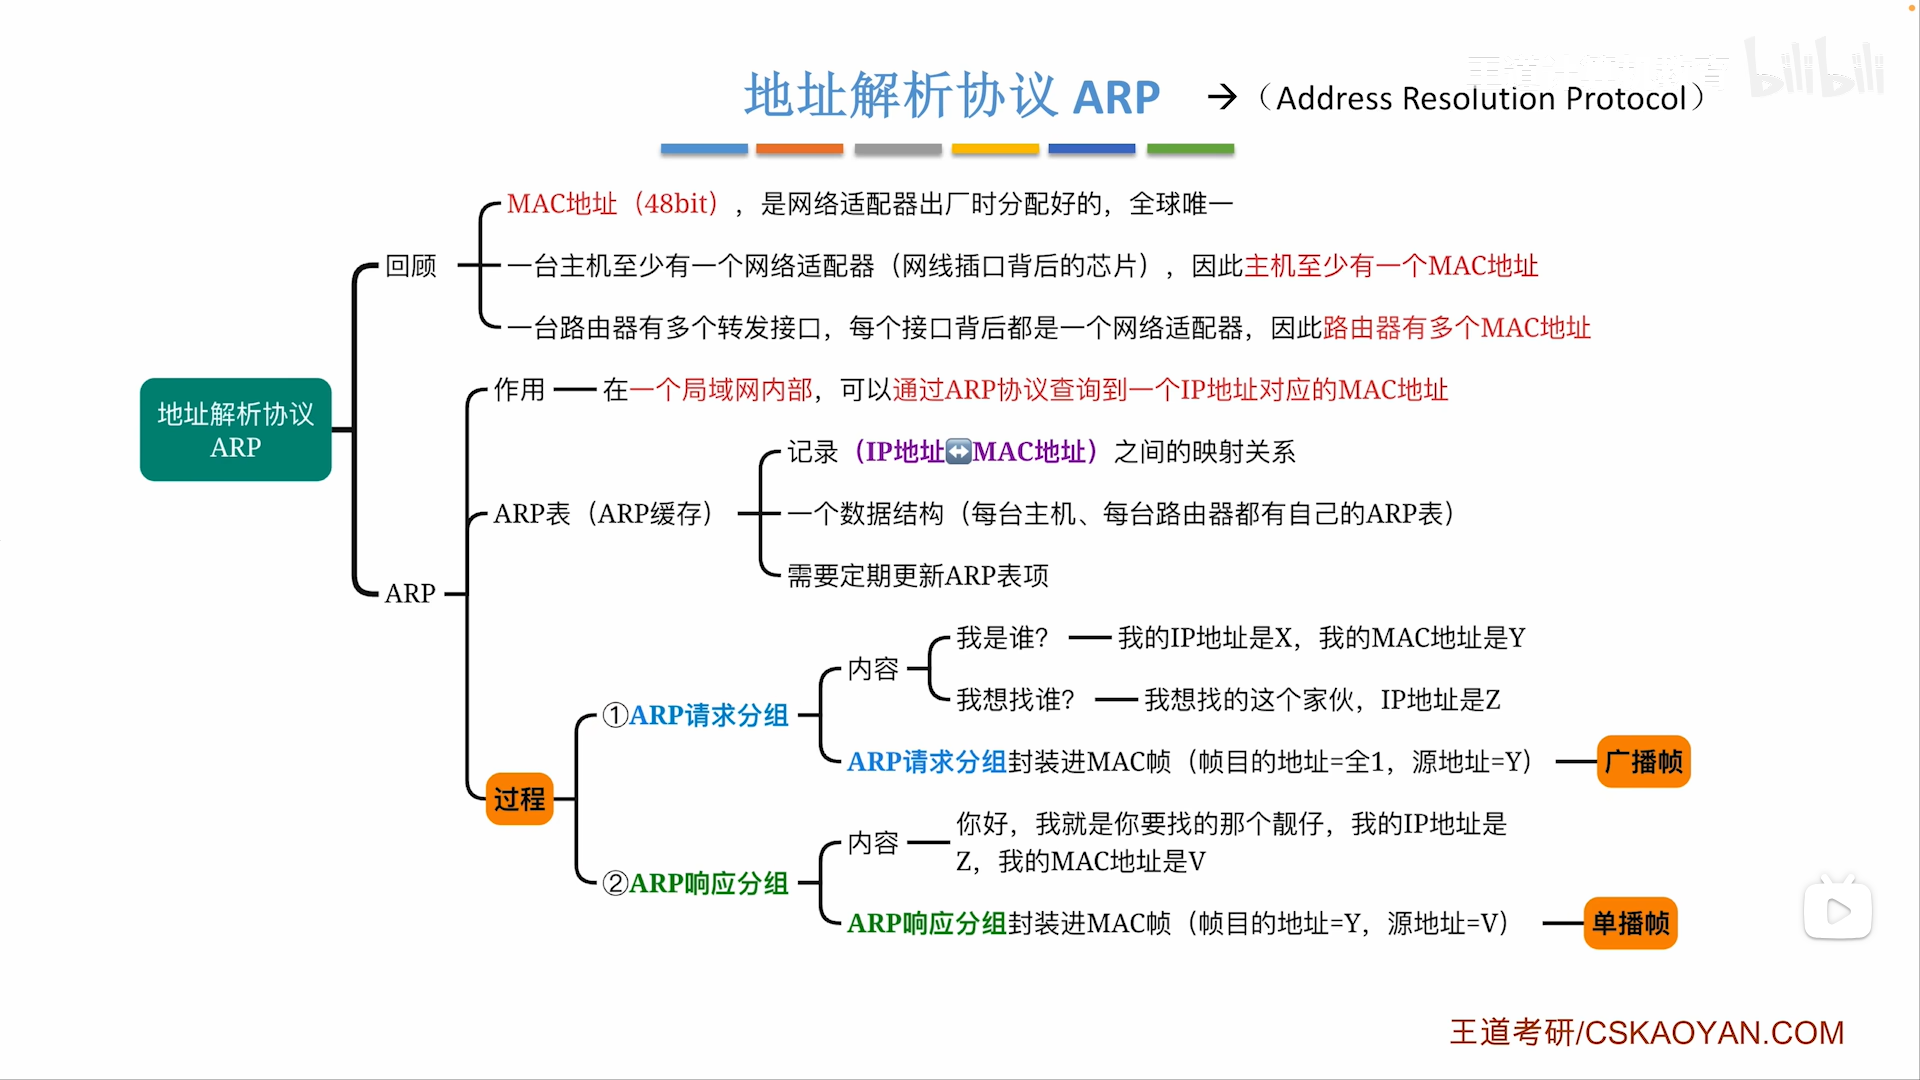 地址解析协议 ARP → （Address Resolution Protocol）
bilibili
MAC地址（48bit），是网络适配器出厂时分配好的，全球唯一
回顾
一台主机至少有一个网络适配器（网线插口背后的芯片），因此主机至少有一个MAC地址
一台路由器有多个转发接口，每个接口背后都是一个网络适配器，因此路由器有多个MAC地址
地址解析协议
ARP
作用
在一个局域网内部，可以通过ARP协议查询到一个IP地址对应的MAC地址
记录（IP地址↔️MAC地址）之间的映射关系
ARP表（ARP缓存）
一个数据结构（每台主机、每台路由器都有自己的ARP表）
需要定期更新ARP表项
ARP
我是谁？
我的IP地址是X，我的MAC地址是Y
内容
我想找谁？
我想找的这个家伙，IP地址是Z
①ARP请求分组
ARP请求分组封装进MAC帧（帧目的地址=全1，源地址=Y）
广播帧
过程
你好，我就是你要找的那个靓仔，我的IP地址是
Z，我的MAC地址是V
内容
②ARP响应分组
ARP响应分组封装进MAC帧（帧目的地址=Y，源地址=V）
单播帧
王道考研/CSKAOYAN.COM